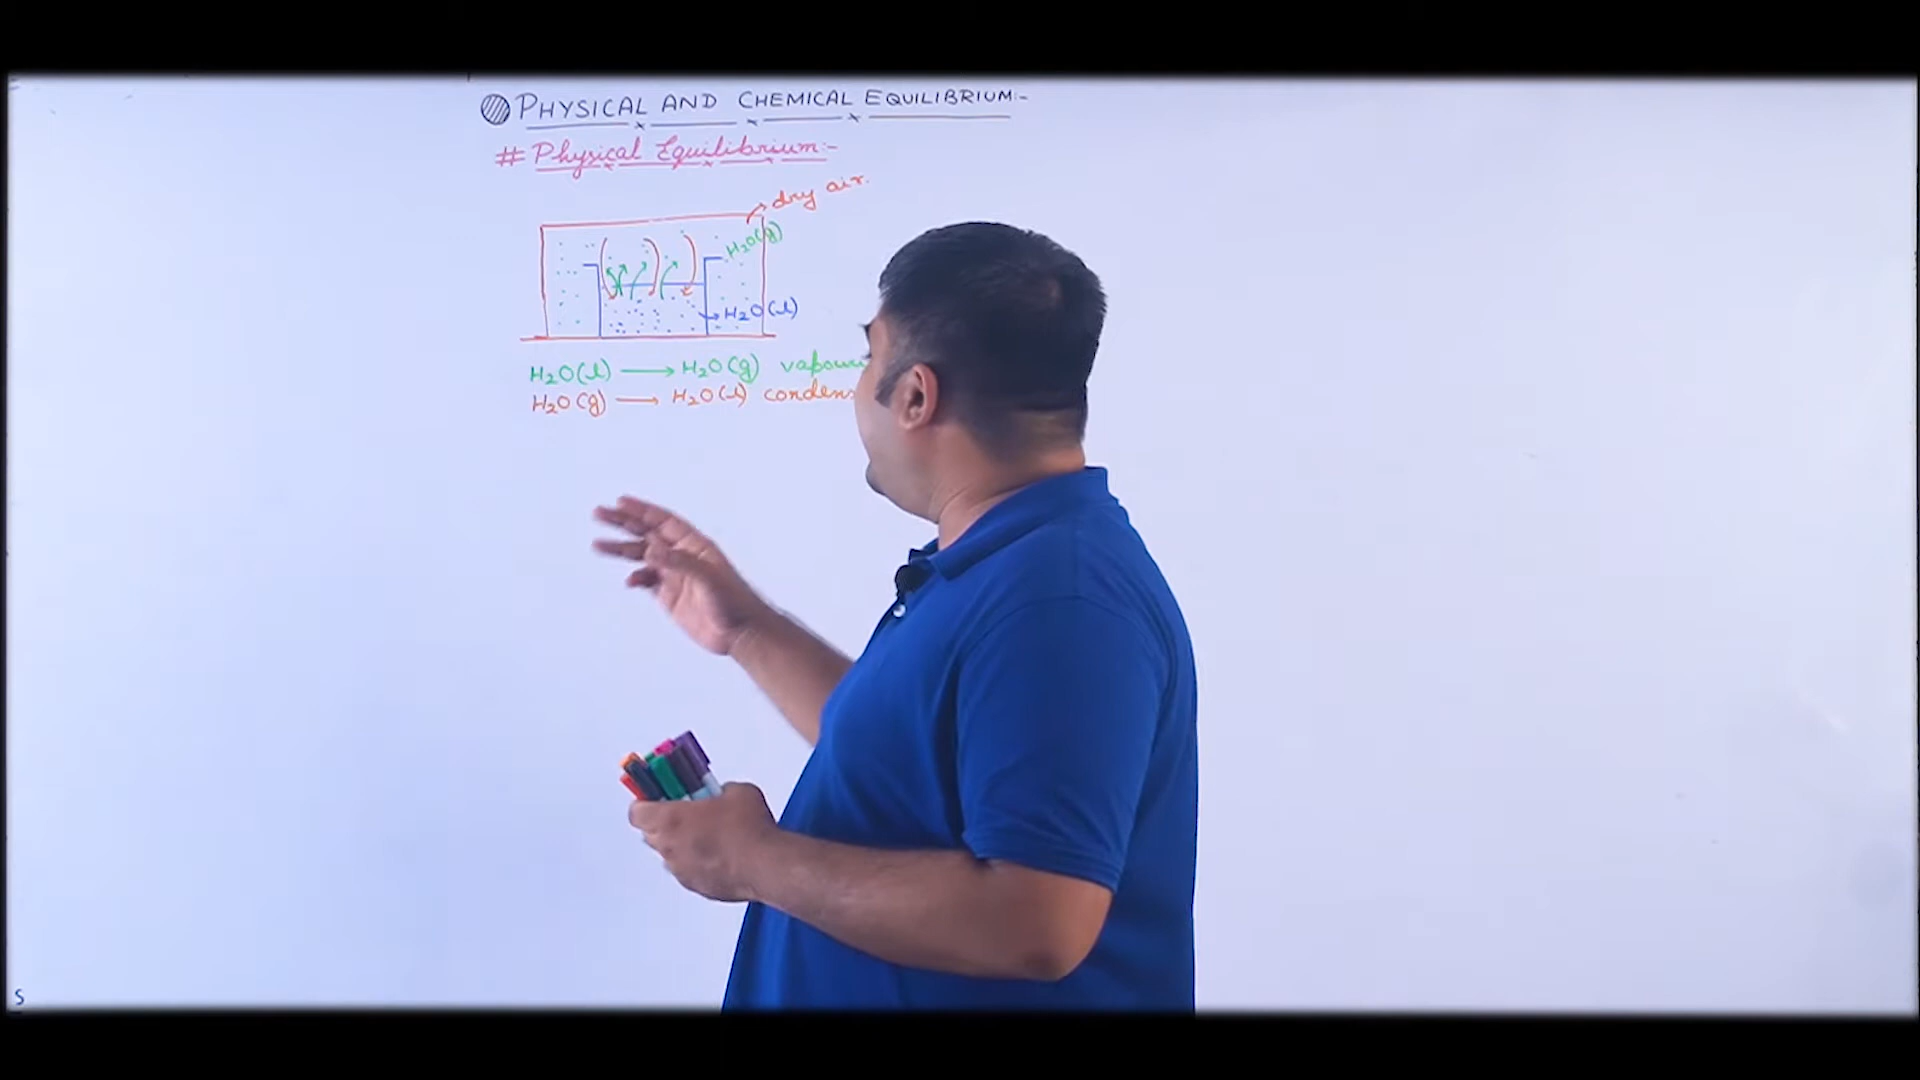 PHYSICAL AND CHEMICAL EQUILIBRIUM:-
# Physical Equilibrium:-
dry air.
H₂O(g)
H₂O(l)
H₂O(l) → H₂O(g)
H₂O(g) → H₂O(l)
S